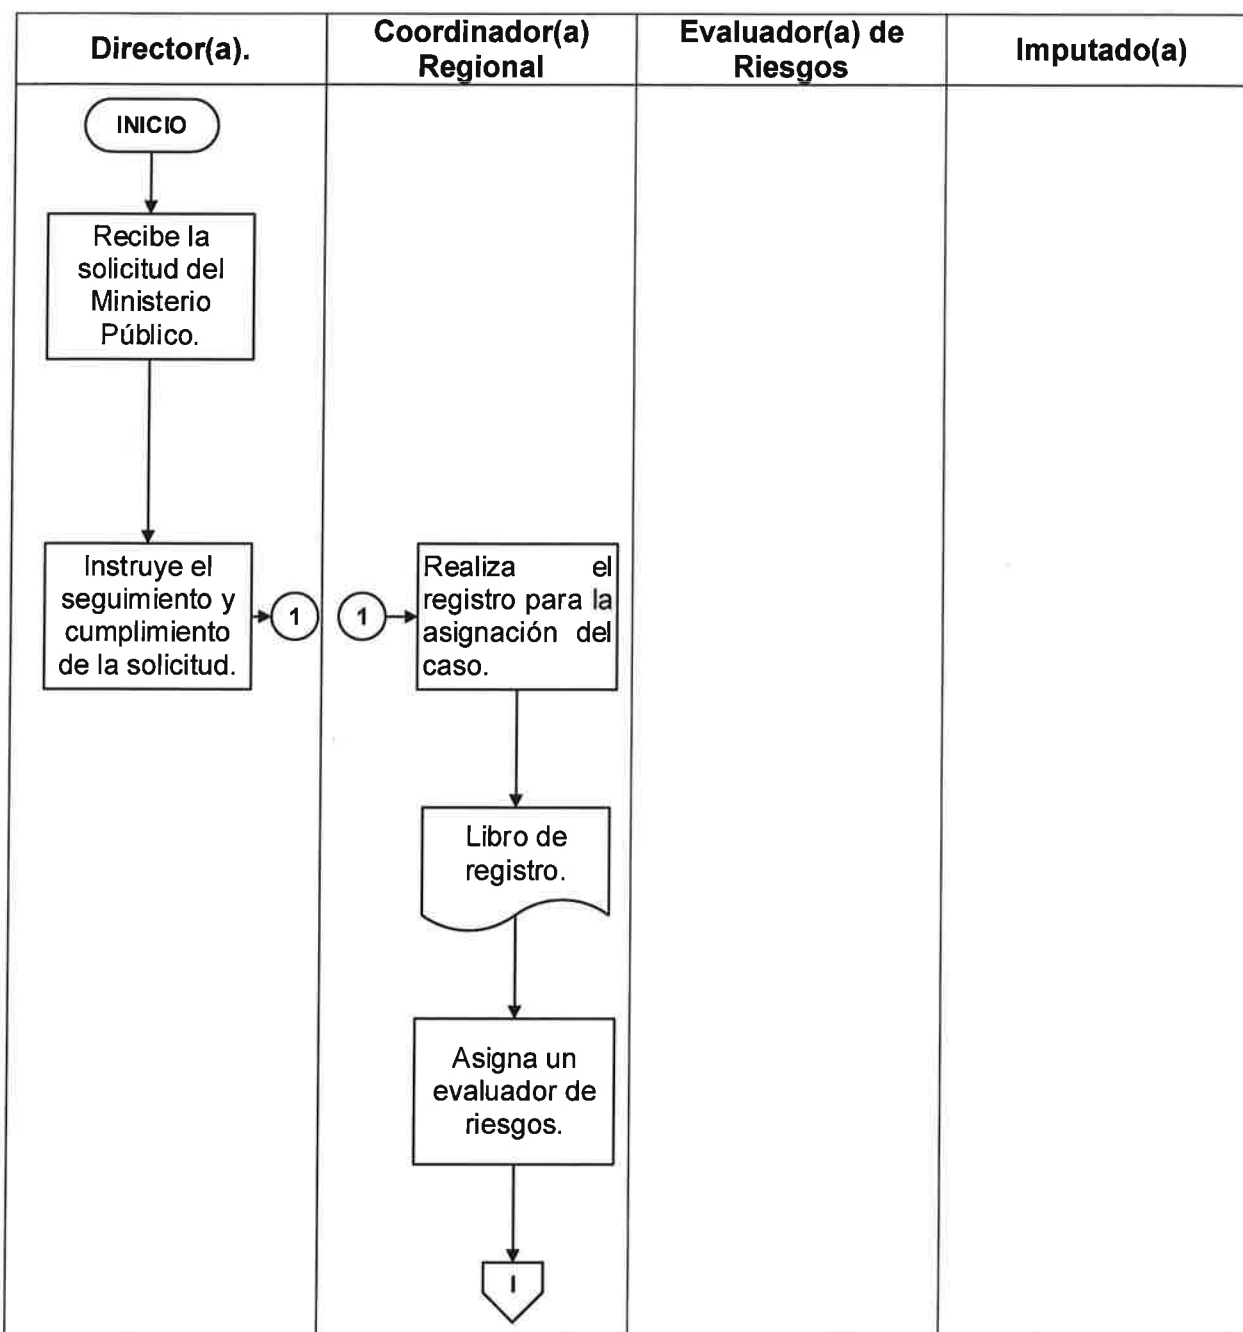 Director(a).
Coordinador(a)
Regional
Evaluador(a) de
Riesgos
Imputado(a)
INICIO
Recibe la
solicitud del
Ministerio
Público.
Instruye el
seguimiento y
cumplimiento
de la solicitud.
1
1
Realiza el
registro para la
asignación del
caso.
Libro de
registro.
Asigna un
evaluador de
riesgos.
I